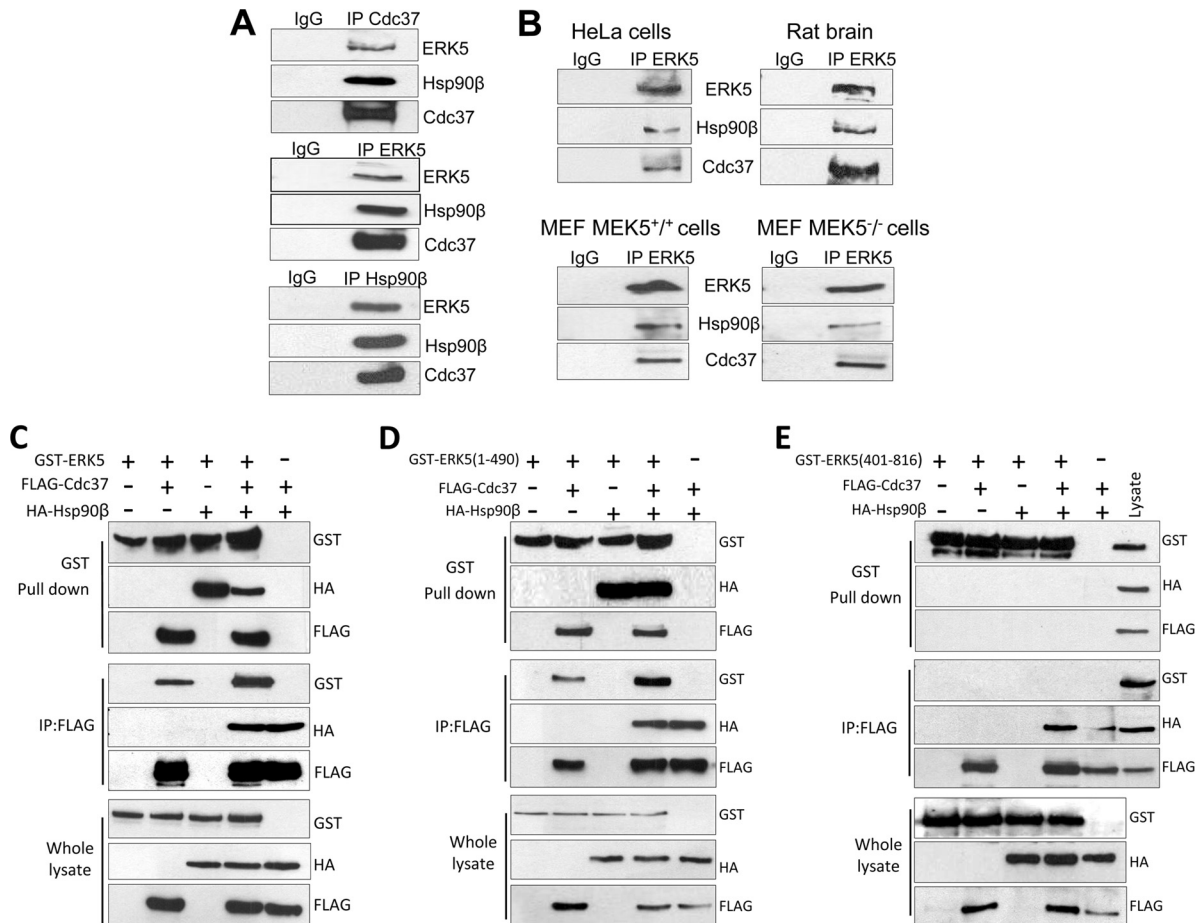 A
IgG IP Cdc37
ERK5
Hsp90β
Cdc37
IgG IP ERK5
ERK5
Hsp90β
Cdc37
IgG IP Hsp90β
ERK5
Hsp90β
Cdc37
B
HeLa cells Rat brain
IgG IP ERK5 IgG IP ERK5
ERK5
Hsp90β
Cdc37
MEF MEK5+/+ cells MEF MEK5-/- cells
IgG IP ERK5 IgG IP ERK5
ERK5
Hsp90β
Cdc37
C
GST-ERK5 + + + + -
FLAG-Cdc37 - + - + +
HA-Hsp90β - - + + +
GST
Pull down
GST
HA
FLAG
IP:FLAG
GST
HA
FLAG
Whole
lysate
GST
HA
FLAG
D
GST-ERK5(1-490) + + + + -
FLAG-Cdc37 - + - + +
HA-Hsp90β - - + + +
GST
Pull down
GST
HA
FLAG
IP:FLAG
GST
HA
FLAG
Whole
lysate
GST
HA
FLAG
E
GST-ERK5(401-816) + + + + -
FLAG-Cdc37 - + - + +
HA-Hsp90β - - + + +
Lysate
GST
Pull down
GST
HA
FLAG
IP:FLAG
GST
HA
FLAG
Whole
lysate
GST
HA
FLAG